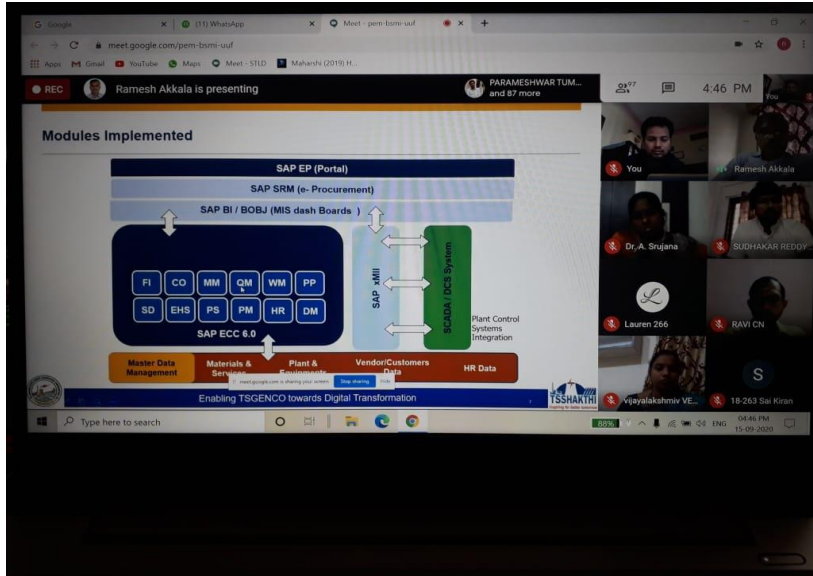 Google
(11) WhatsApp
Meet - pem-bsmi-uuf
meet.google.com/pem-bsmi-uuf
Apps
Gmail
YouTube
Maps
Meet - STLD
Maharshi (2019) H...
REC
Ramesh Akkala is presenting
PARAMESHWAR TUM...
and 87 more
97
4:46 PM
You
Modules Implemented
SAP EP (Portal)
SAP SRM (e- Procurement)
SAP BI / BOBJ (MIS dash Boards )
FI CO MM QM WM PP
SD EHS PS PM HR DM
SAP ECC 6.0
SAP xMII
SCADA / DCS System
Plant Control
Systems
Integration
Master Data
Management
Materials &
Services
Plant &
Equipments
Vendor/Customers
Data
HR Data
meet.google.com is sharing your screen.
Stop sharing
Hide
Enabling TSGENCO towards Digital Transformation
TSSHAKTHI
You
Ramesh Akkala
Dr. A. Srujana
SUDHAKAR REDDY...
Lauren 266
RAVI CN
S
vijayalakshmiv VE...
18-263 Sai Kiran
Type here to search
88%
ENG
04:46 PM
15-09-2020